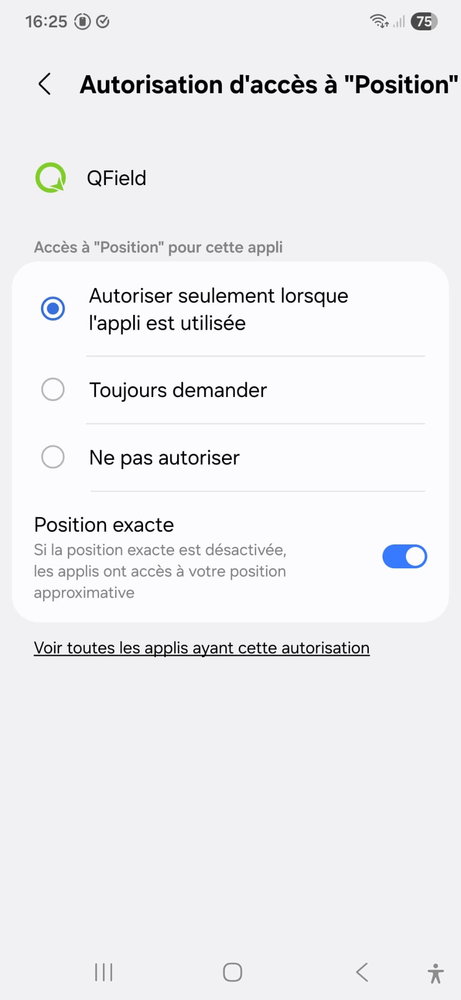 16:25
75
Autorisation d'accès à "Position"
QField
Accès à "Position" pour cette appli
Autoriser seulement lorsque
l'appli est utilisée
Toujours demander
Ne pas autoriser
Position exacte
Si la position exacte est désactivée,
les applis ont accès à votre position
approximative
Voir toutes les applis ayant cette autorisation